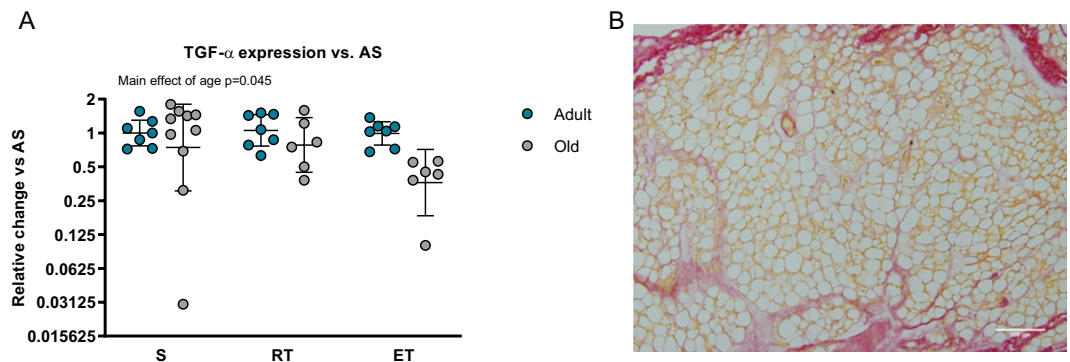 A
B
TGF-α expression vs. AS
Main effect of age p=0.045
Relative change vs AS
2
1
0.5
0.25
0.125
0.0625
0.03125
0.015625
S
RT
ET
Adult
Old